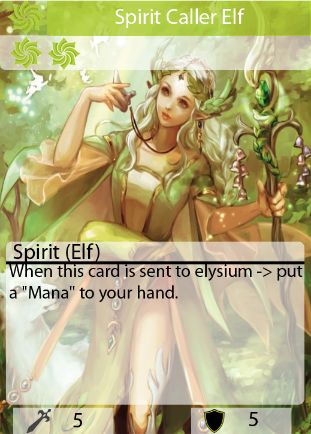 Spirit Caller Elf
Spirit (Elf)
When this card is sent to elysium -> put
a "Mana" to your hand.
5
5